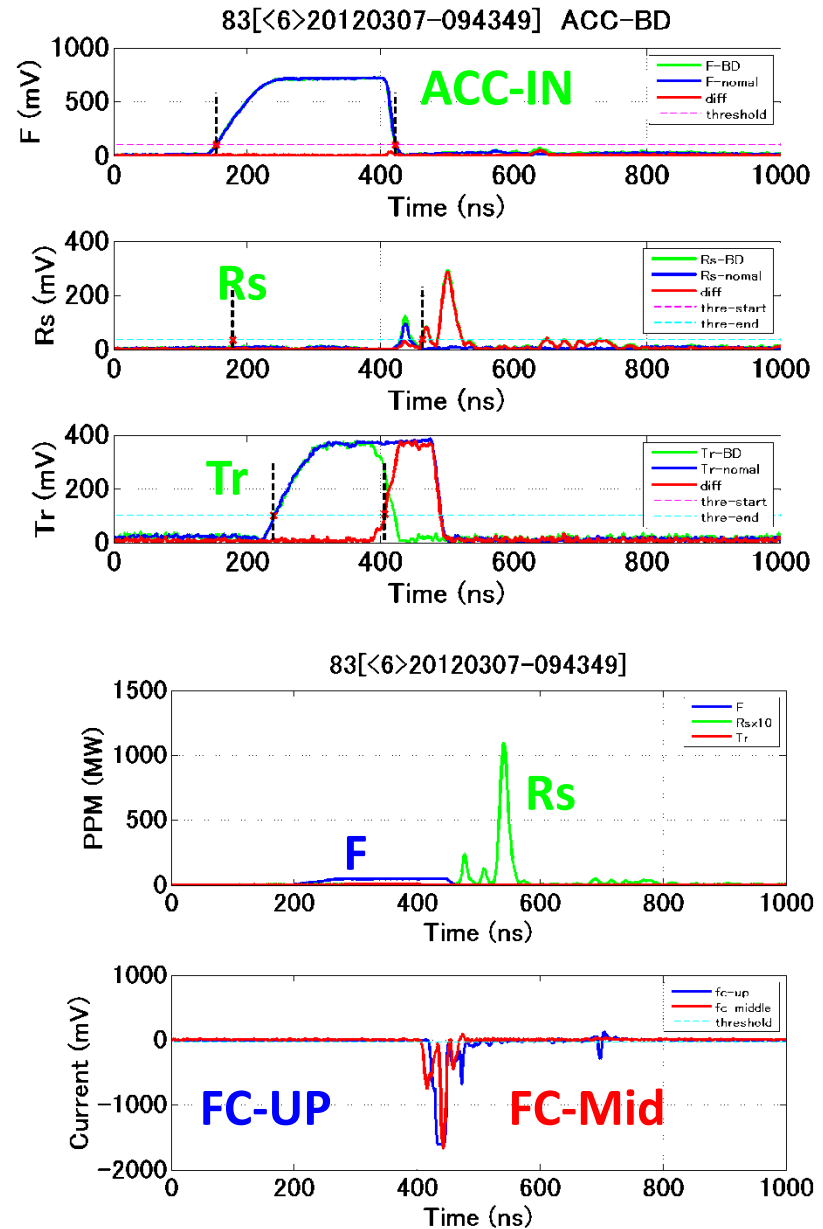 83[<6>20120307-094349] ACC-BD
F (mV)
1000
500
0
ACC-IN
F-BD
F-nomal
diff
threshold
0 200 400 600 800 1000
Time (ns)
Rs (mV)
400
200
0
Rs
Rs-BD
Rs-nomal
diff
thre-start
thre-end
0 200 400 600 800 1000
Time (ns)
Tr (mV)
400
200
0
Tr
Tr-BD
Tr-nomal
diff
thre-start
thre-end
0 200 400 600 800 1000
Time (ns)
83[<6>20120307-094349]
PPM (MW)
1500
1000
500
0
F
Rsx10
Tr
Rs
F
0 200 400 600 800 1000
Time (ns)
Current (mV)
1000
0
-1000
-2000
fc-up
fc-middle
threshold
FC-UP FC-Mid
0 200 400 600 800 1000
Time (ns)